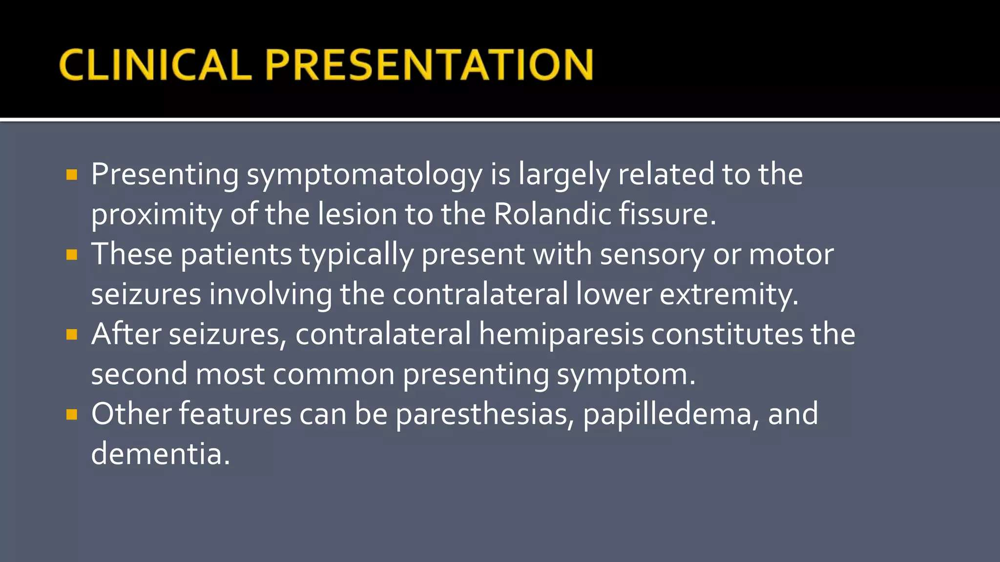 CLINICAL PRESENTATION
Presenting symptomatology is largely related to the
proximity of the lesion to the Rolandic fissure.
These patients typically present with sensory or motor
seizures involving the contralateral lower extremity.
After seizures, contralateral hemiparesis constitutes the
second most common presenting symptom.
Other features can be paresthesias, papilledema, and
dementia.